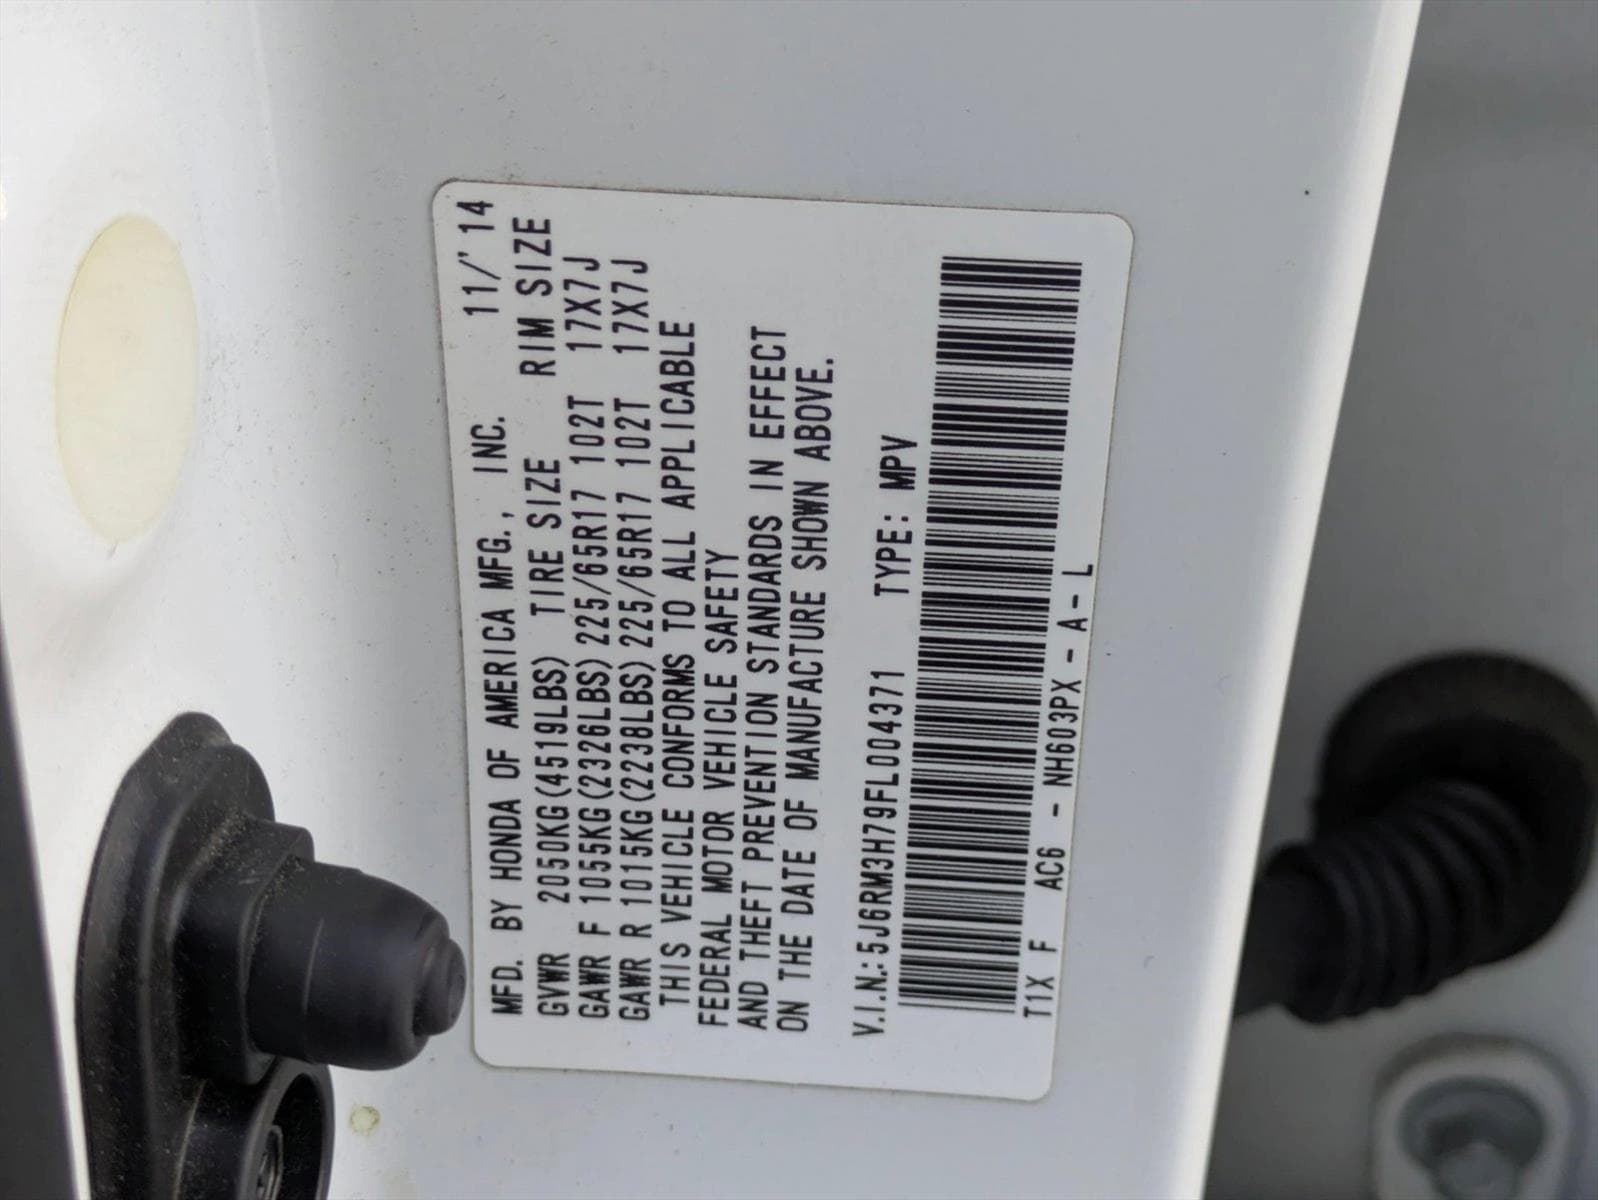 MFD. BY HONDA OF AMERICA MFG., INC. 11/'14
GVWR 2050KG(4519LBS) TIRE SIZE RIM SIZE
GAWR F 1055KG(2326LBS) 225/65R17 102T 17X7J
GAWR R 1015KG(2238LBS) 225/65R17 102T 17X7J
THIS VEHICLE CONFORMS TO ALL APPLICABLE
FEDERAL MOTOR VEHICLE SAFETY
AND THEFT PREVENTION STANDARDS IN EFFECT
ON THE DATE OF MANUFACTURE SHOWN ABOVE.
V.I.N.: 5J6RM3H79FL004371 TYPE: MPV
T1X F AC6 - NH603PX - A - L